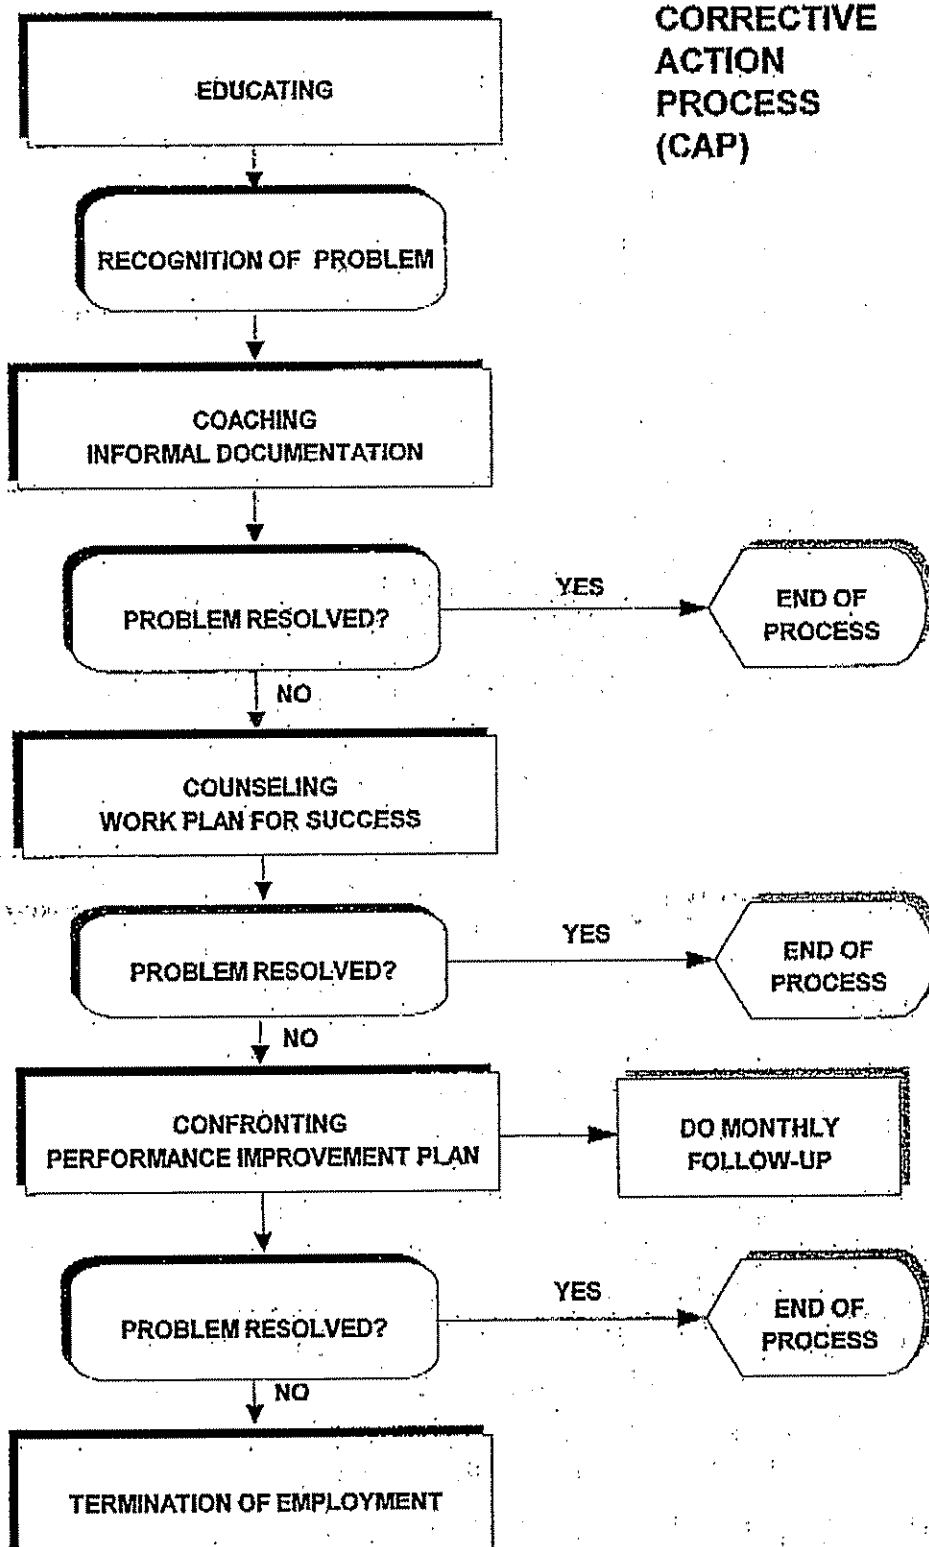 CORRECTIVE
ACTION
PROCESS
(CAP)
EDUCATING
RECOGNITION OF PROBLEM
COACHING
INFORMAL DOCUMENTATION
PROBLEM RESOLVED?
YES
END OF
PROCESS
NO
COUNSELING
WORK PLAN FOR SUCCESS
PROBLEM RESOLVED?
YES
END OF
PROCESS
NO
CONFRONTING
PERFORMANCE IMPROVEMENT PLAN
DO MONTHLY
FOLLOW-UP
PROBLEM RESOLVED?
YES
END OF
PROCESS
NO
TERMINATION OF EMPLOYMENT